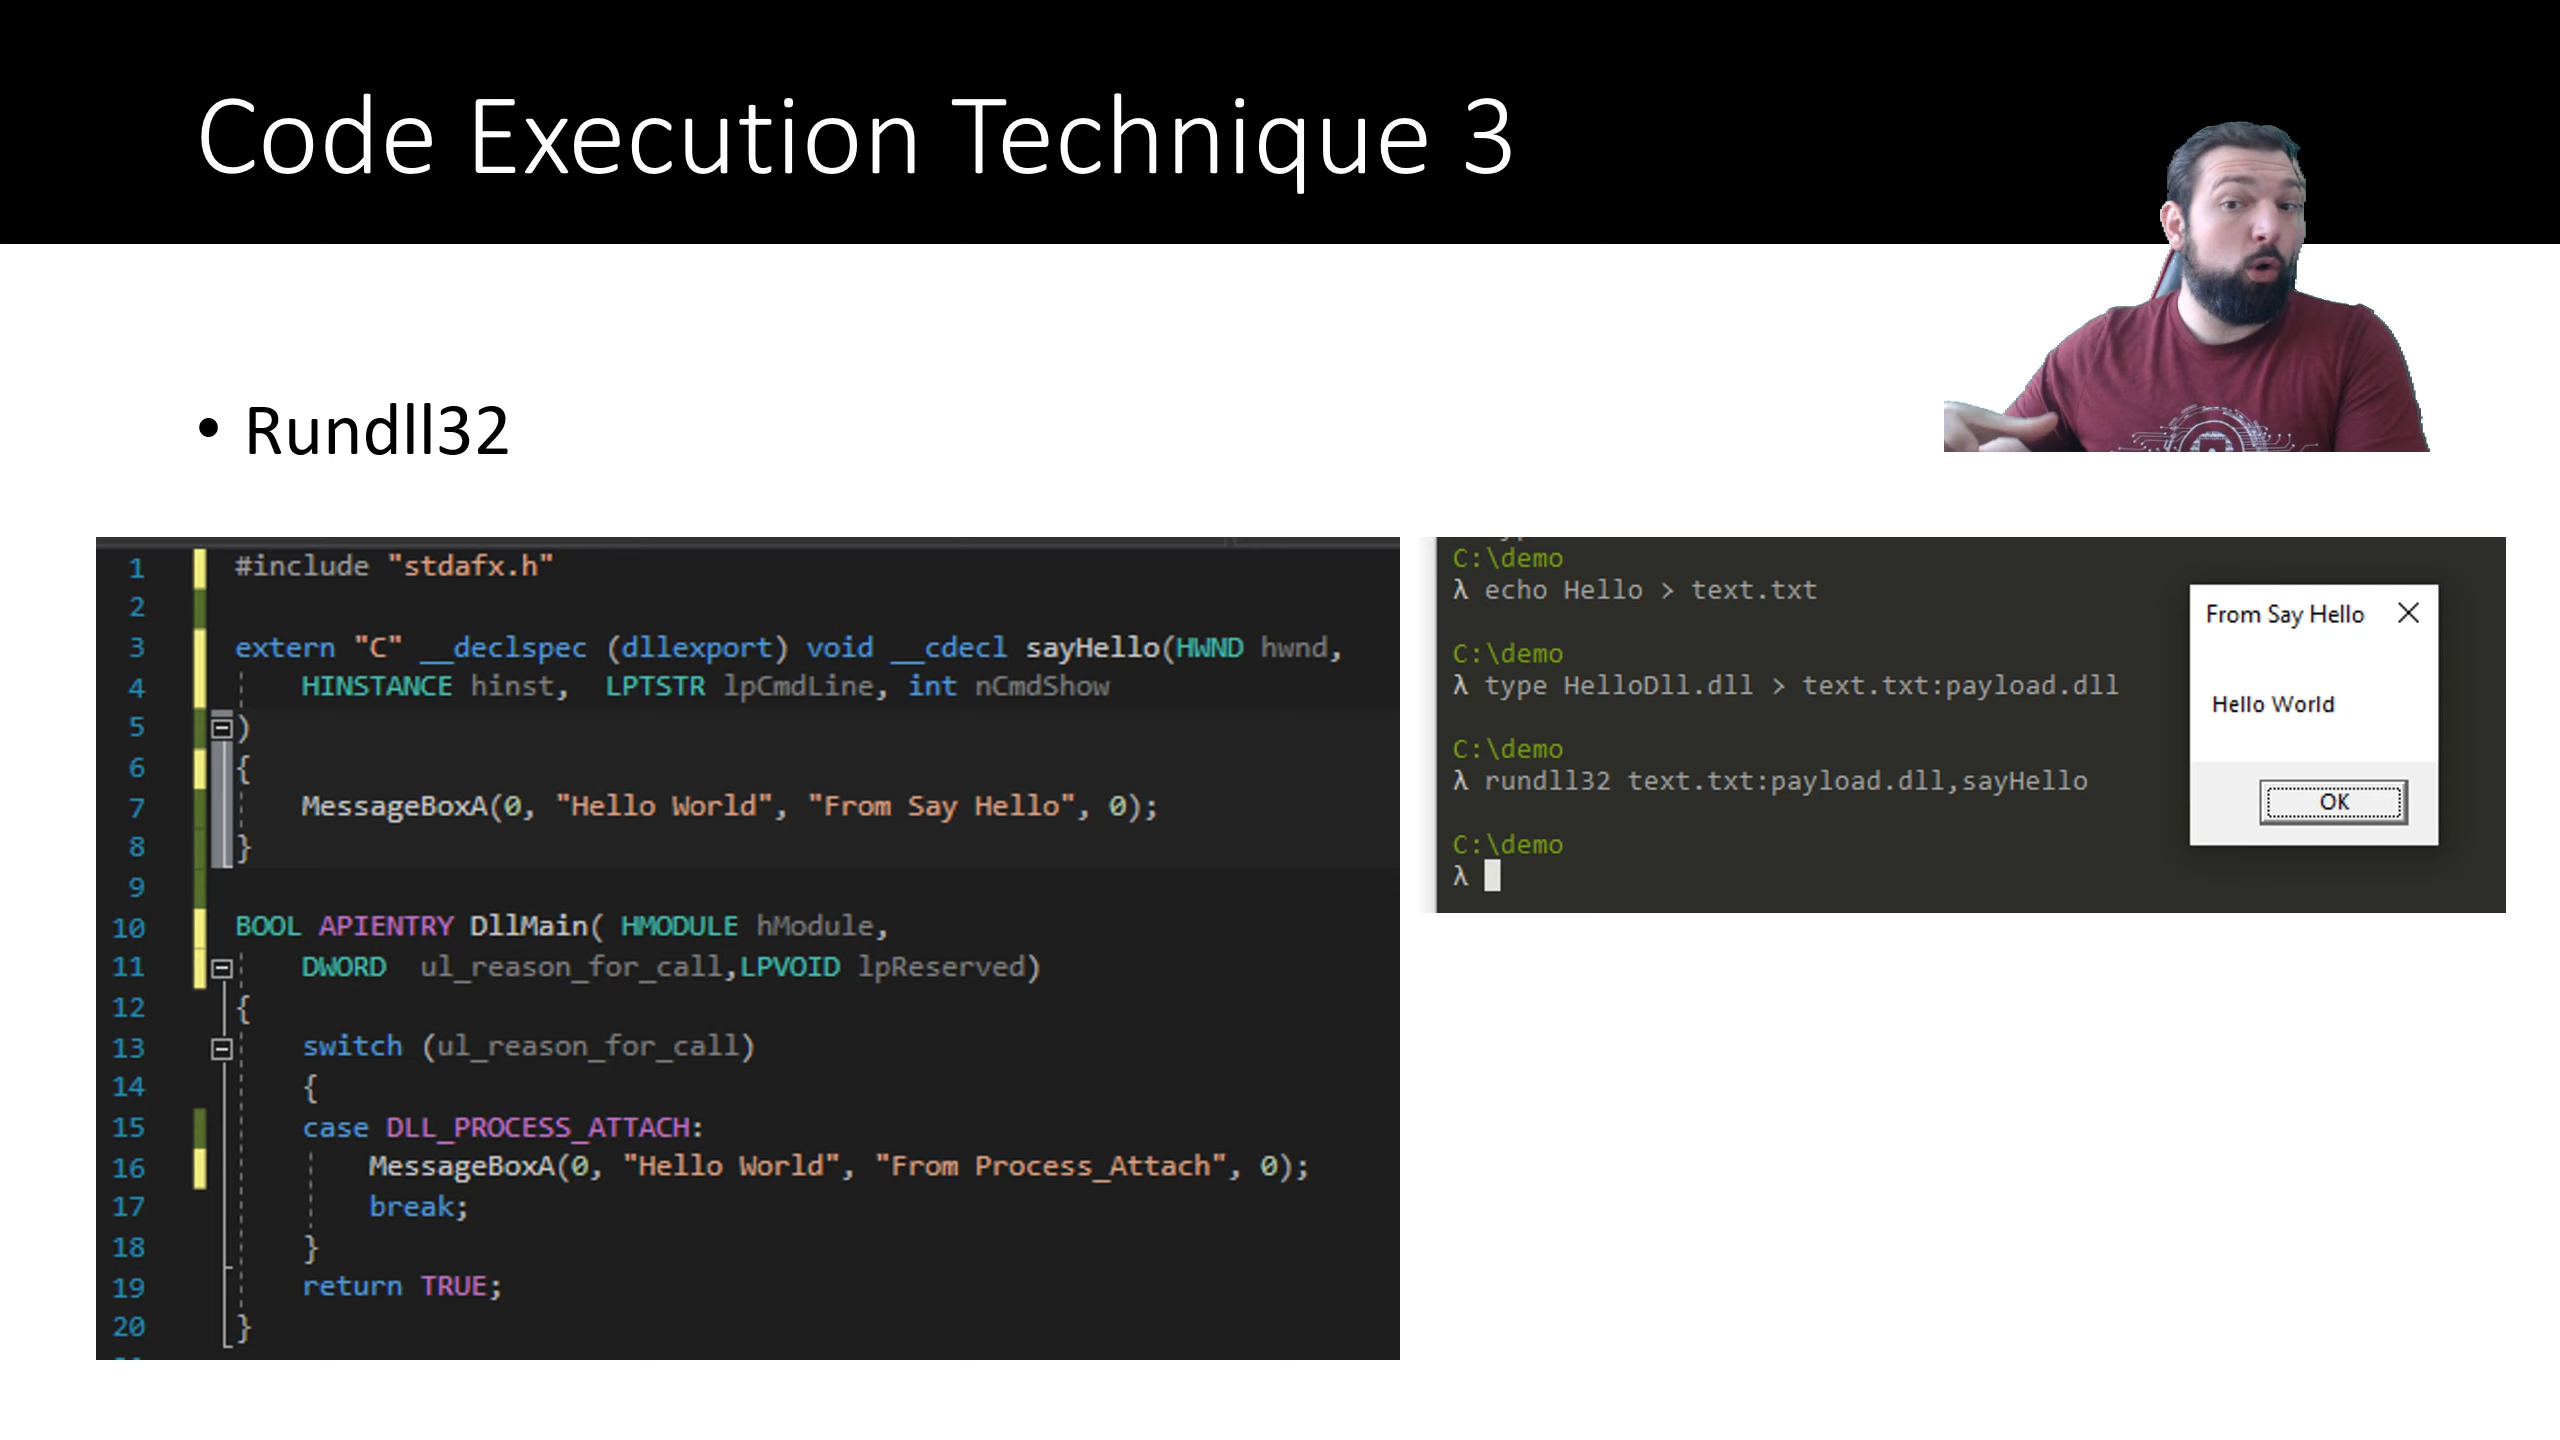 Code Execution Technique 3
• Rundll32
1 #include "stdafx.h"
2
3 extern "C" __declspec (dllexport) void __cdecl sayHello(HWND hwnd,
4 HINSTANCE hinst, LPTSTR lpCmdLine, int nCmdShow
5 )
6 {
7 MessageBoxA(0, "Hello World", "From Say Hello", 0);
8 }
9
10 BOOL APIENTRY DllMain( HMODULE hModule,
11 DWORD ul_reason_for_call,LPVOID lpReserved)
12 {
13 switch (ul_reason_for_call)
14 {
15 case DLL_PROCESS_ATTACH:
16 MessageBoxA(0, "Hello World", "From Process_Attach", 0);
17 break;
18 }
19 return TRUE;
20 }
C:\demo
λ echo Hello > text.txt
C:\demo
λ type HelloDll.dll > text.txt:payload.dll
C:\demo
λ rundll32 text.txt:payload.dll,sayHello
C:\demo
λ
From Say Hello
Hello World
OK